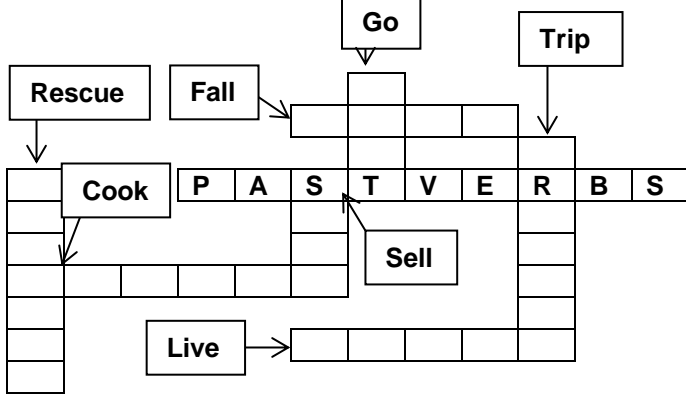 Go
Trip
Rescue
Fall
Cook
P A S T V E R B S
Sell
Live